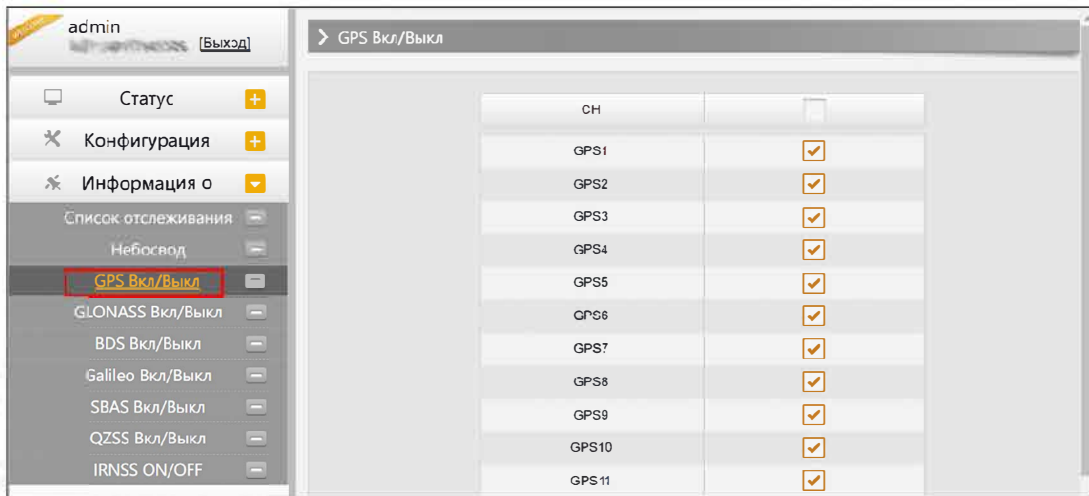 admin
[Выход]
Статус
Конфигурация
Информация о
Список отслеживания
Небосвод
GPS Вкл/Выкл
GLONASS Вкл/Выкл
BDS Вкл/Выкл
Galileo Вкл/Выкл
SBAS Вкл/Выкл
QZSS Вкл/Выкл
IRNSS ON/OFF
GPS Вкл/Выкл
CH
GPS1
GPS2
GPS3
GPS4
GPS5
GPS6
GPS7
GPS8
GPS9
GPS10
GPS11